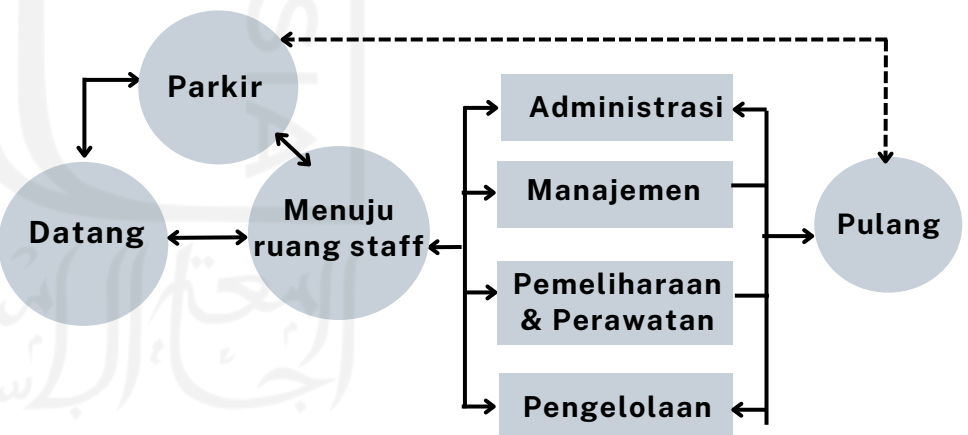 Parkir
Datang
Menuju
ruang staff
Administrasi
Manajemen
Pemeliharaan
& Perawatan
Pengelolaan
Pulang